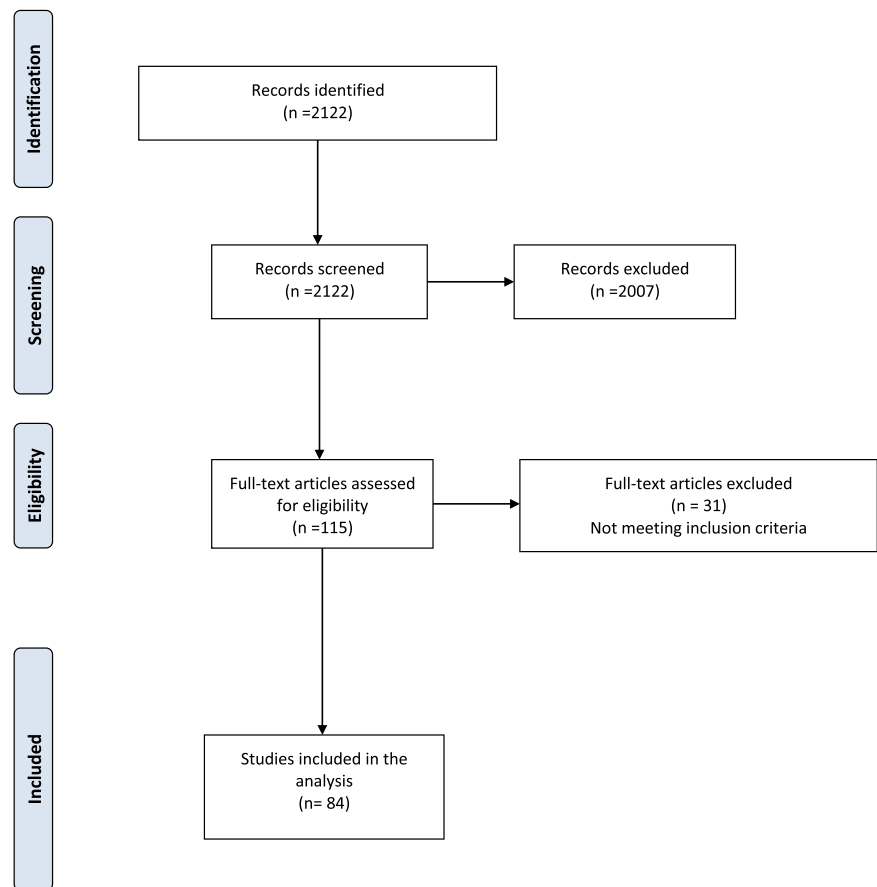 Identification
Records identified
(n =2122)
Screening
Records screened
(n =2122)
Records excluded
(n =2007)
Eligibility
Full-text articles assessed
for eligibility
(n =115)
Full-text articles excluded
(n = 31)
Not meeting inclusion criteria
Included
Studies included in the
analysis
(n= 84)